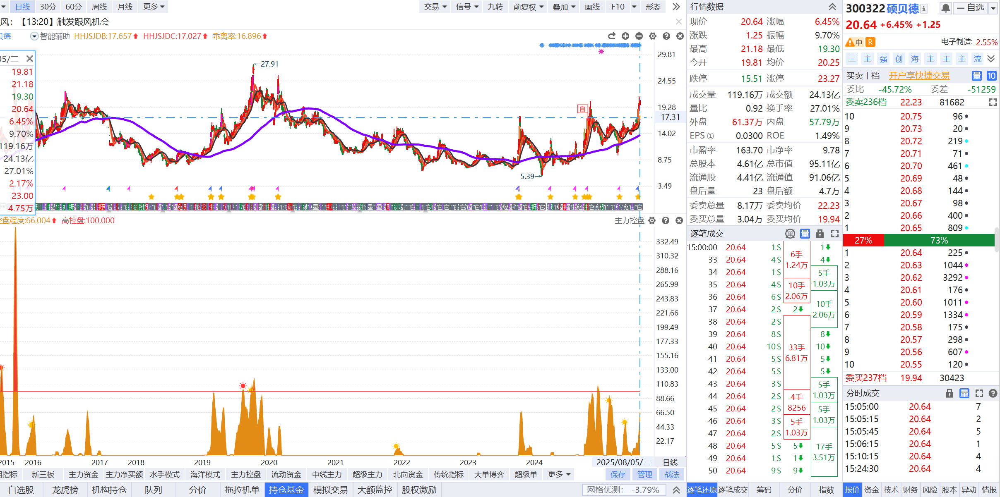 日线 30分 60分 周线 月线 更多 交易 信号 九转 前复权 叠加 画线 F10 形态
风：【13:20】触发跟风机会
贝德 智能辅助 HHJSJDB:17.657 HHJSJDC:17.027 乖离率:16.896
05/二
19.81
21.18
19.30
20.64
6.45%
9.70%
119.16万
24.13亿
27.01%
2.17%
23.00
4.75万
←27.91
自
5.39→
29.81
24.55
19.28
17.31
14.02
8.75
3.49
控盘程度:66.004 高控盘:100.000 主力控盘
332.49
310.32
288.16
265.99
243.83
221.66
199.49
177.33
155.16
133.00
110.83
88.66
66.50
44.33
22.17
2015 2016 2017 2018 2019 2020 2021 2022 2023 2024 2025/08/05/二 日线
指标 新三板 主力资金 主力净买额 水手模式 海洋模式 主力控盘 流动资金 中线主力 超级主力 北向资金 传统指标 大单博弈 超级单 更多 保存 管理 战法
自选股 龙虎榜 机构持仓 队列 分价 拖拉机单 持仓基金 模拟交易 大额监控 股权激励 网格优测: -3.79%
行情数据
现价 20.64 涨幅 6.45%
涨跌 1.25 振幅 9.70%
最高 21.18 最低 19.30
今开 19.81 均价 20.25
跌停 15.51 涨停 23.27
成交量 119.16万 成交额 24.13亿
量比 0.92 换手率 27.01%
外盘 61.37万 内盘 57.79万
EPS ① 0.0300 ROE 1.49%
市盈率 163.70 市净率 9.78
总股本 4.61亿 总市值 95.11亿
流通股 4.41亿 流通值 91.06亿
盘后量 23 盘后额 4.7万
委卖总量 8.17万 委卖均价 22.23
委买总量 3.04万 委买均价 19.94
逐笔成交 单 量
15:00:00 20.64 1 S 1
33 20.64 4 S 4
34 20.64 1 S
35 20.64 4 S
36 20.64 6 S
37 20.64 2 S 2
38 20.64 2 S
39 20.64 8 S 8
40 20.64 10 S 10
41 20.64 5 S 5
42 20.64 5 S 5
43 20.64 3 S
44 20.64 2 S
45 20.64 2 S
46 20.64 3 S
47 20.64 2 S
48 20.64 5 S 5
49 20.64 1 S 1
50 20.64 9 S 9
6手
1.24万
10手
2.06万
33手
6.81万
4手
8256
5手
1.03万
5手
1.03万
10手
2.06万
5手
1.03万
5手
1.03万
17手
3.51万
逐笔还原 逐笔成交 筹码 分价 指数
300322 硕贝德 自选
20.64 +6.45% +1.25
中 R 电子制造: 2.55%
三 主 强 创 海 主 主 主 流
买卖十档 开户享快捷交易 量 10
委比 -45.72% 委差 -51259
委卖236档 22.23 81682
10 20.75 96
9 20.73 20
8 20.72 219
7 20.71 71
6 20.70 461
5 20.69 48
4 20.68 144
3 20.67 98
2 20.66 400
1 20.65 809
27% 73%
1 20.64 225
2 20.63 1044
3 20.62 3292
4 20.61 176
5 20.60 1011
6 20.59 1334
7 20.58 175
8 20.57 298
9 20.56 607
10 20.55 120
委买237档 19.94 30423
分时成交 量
15:05:00 20.64 7
15:05:15 20.64 2
15:05:45 20.64 5
15:06:15 20.64 1
15:10:15 20.64 4
15:24:30 20.64 4
报价 资金 技术 财务 风险 股本 异动 情报